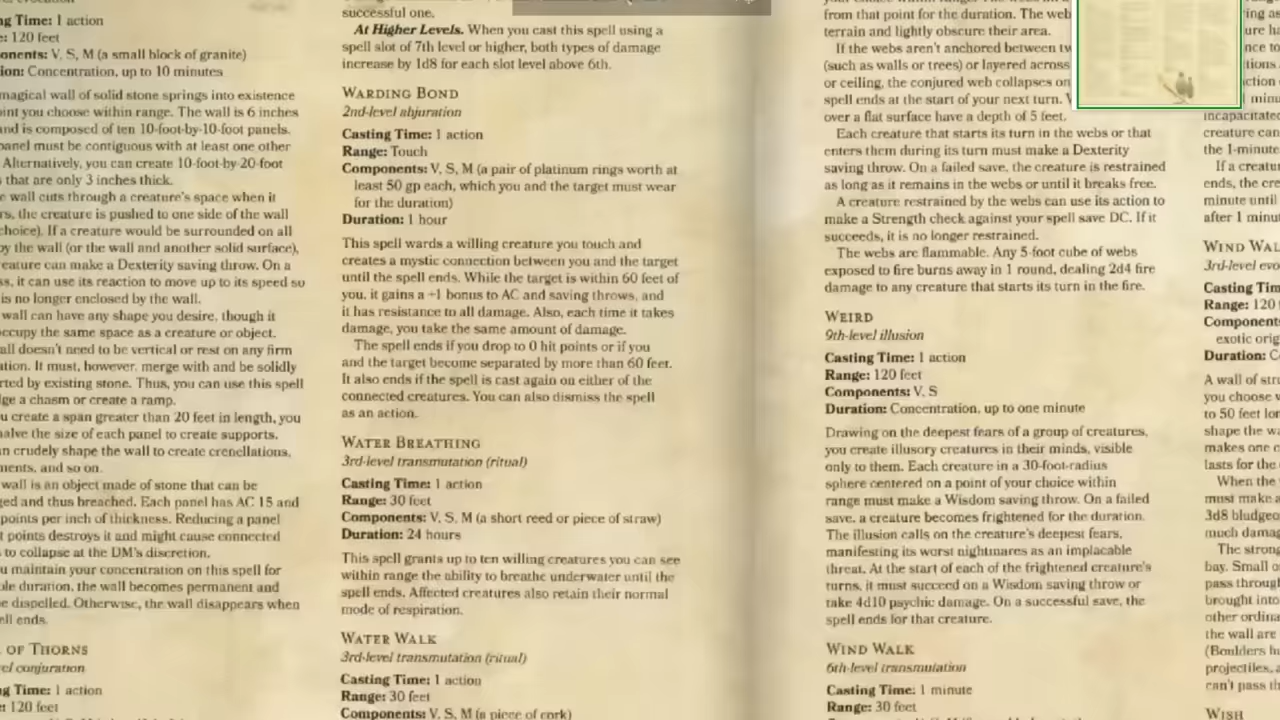 ng Time: 1 action
e: 120 feet
onents: V, S, M (a small block of granite)
ion: Concentration, up to 10 minutes
magical wall of solid stone springs into existence
oint you choose within range. The wall is 6 inches
and is composed of ten 10-foot-by-10-foot panels.
panel must be contiguous with at least one other
Alternatively, you can create 10-foot-by-20-foot
s that are only 3 inches thick.
e wall cuts through a creature's space when it
rs, the creature is pushed to one side of the wall
choice). If a creature would be surrounded on all
by the wall (or the wall and another solid surface),
eature can make a Dexterity saving throw. On a
ss, it can use its reaction to move up to its speed so
is no longer enclosed by the wall.
wall can have any shape you desire, though it
occupy the same space as a creature or object.
all doesn't need to be vertical or rest on any firm
ation. It must, however, merge with and be solidly
rted by existing stone. Thus, you can use this spell
dge a chasm or create a ramp.
u create a span greater than 20 feet in length, you
halve the size of each panel to create supports.
an crudely shape the wall to create crenellations,
ments, and so on.
wall is an object made of stone that can be
ged and thus breached. Each panel has AC 15 and
points per inch of thickness. Reducing a panel
t points destroys it and might cause connected
to collapse at the DM's discretion.
u maintain your concentration on this spell for
ole duration, the wall becomes permanent and
e dispelled. Otherwise, the wall disappears when
ell ends.
OF THORNS
el conjuration
ng Time: 1 action
e: 120 feet
successful one.
At Higher Levels. When you cast this spell using a
spell slot of 7th level or higher, both types of damage
increase by 1d8 for each slot level above 6th.
WARDING BOND
2nd-level abjuration
Casting Time: 1 action
Range: Touch
Components: V, S, M (a pair of platinum rings worth at
least 50 gp each, which you and the target must wear
for the duration)
Duration: 1 hour
This spell wards a willing creature you touch and
creates a mystic connection between you and the target
until the spell ends. While the target is within 60 feet of
you, it gains a +1 bonus to AC and saving throws, and
it has resistance to all damage. Also, each time it takes
damage, you take the same amount of damage.
The spell ends if you drop to 0 hit points or if you
and the target become separated by more than 60 feet.
It also ends if the spell is cast again on either of the
connected creatures. You can also dismiss the spell
as an action.
WATER BREATHING
3rd-level transmutation (ritual)
Casting Time: 1 action
Range: 30 feet
Components: V, S, M (a short reed or piece of straw)
Duration: 24 hours
This spell grants up to ten willing creatures you can see
within range the ability to breathe underwater until the
spell ends. Affected creatures also retain their normal
mode of respiration.
WATER WALK
3rd-level transmutation (ritual)
Casting Time: 1 action
Range: 30 feet
Components: V, S, M (a piece of cork)
from that point for the duration. The web
terrain and lightly obscure their area.
If the webs aren't anchored between tw
(such as walls or trees) or layered across
or ceiling, the conjured web collapses on
spell ends at the start of your next turn.
over a flat surface have a depth of 5 feet.
Each creature that starts its turn in the webs or that
enters them during its turn must make a Dexterity
saving throw. On a failed save, the creature is restrained
as long as it remains in the webs or until it breaks free.
A creature restrained by the webs can use its action to
make a Strength check against your spell save DC. If it
succeeds, it is no longer restrained.
The webs are flammable. Any 5-foot cube of webs
exposed to fire burns away in 1 round, dealing 2d4 fire
damage to any creature that starts its turn in the fire.
WEIRD
9th-level illusion
Casting Time: 1 action
Range: 120 feet
Components: V, S
Duration: Concentration, up to one minute
Drawing on the deepest fears of a group of creatures,
you create illusory creatures in their minds, visible
only to them. Each creature in a 30-foot-radius
sphere centered on a point of your choice within
range must make a Wisdom saving throw. On a failed
save, a creature becomes frightened for the duration.
The illusion calls on the creature's deepest fears,
manifesting its worst nightmares as an implacable
threat. At the start of each of the frightened creature's
turns, it must succeed on a Wisdom saving throw or
take 4d10 psychic damage. On a successful save, the
spell ends for that creature.
WIND WALK
6th-level transmutation
Casting Time: 1 minute
Range: 30 feet
incapacitated
creature can
the 1-minute
If a creatur
ends, the cre
minute until
after 1 minu
WIND WAL
3rd-level evo
Casting Tim
Range: 120
Component
exotic orig
Duration: C
A wall of str
you choose w
to 50 feet lon
shape the wa
makes one c
lasts for the
When the
must make a
3d8 bludgeo
much damag
The strong
bay. Small o
pass through
brought into
other ordina
the wall are
(Boulders hu
projectiles, a
can't pass th
WISH